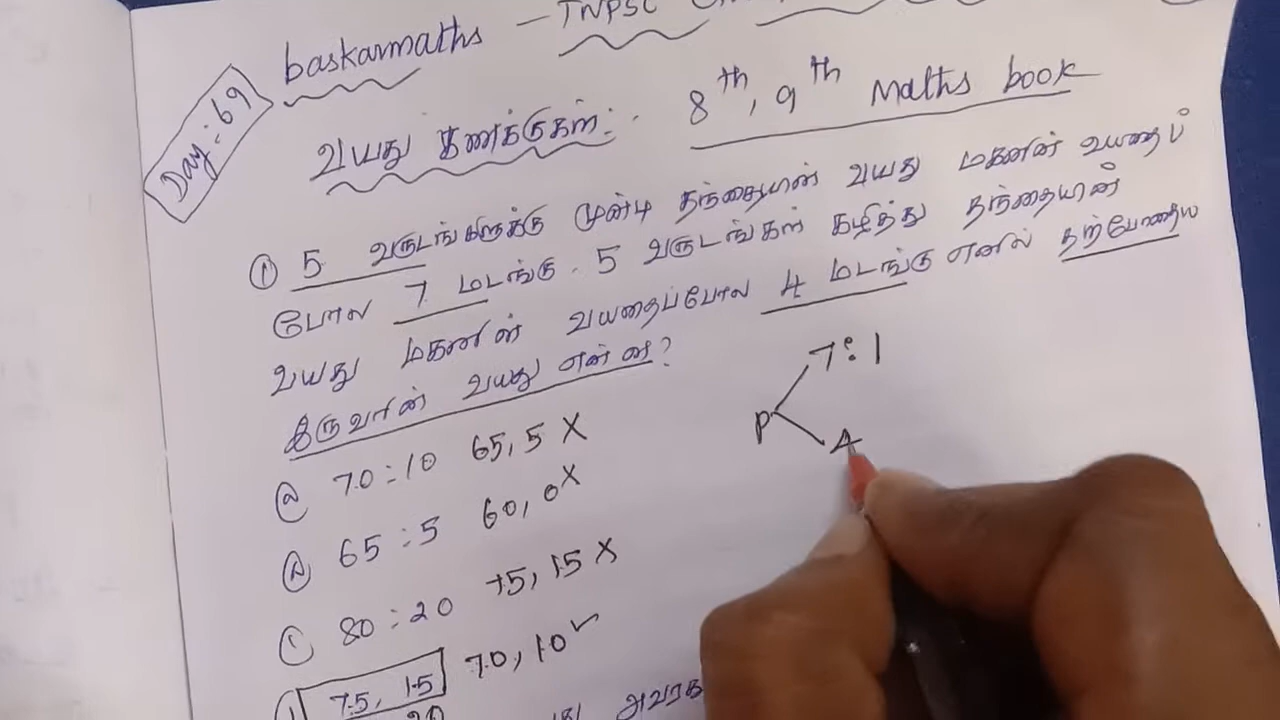 baskarmaths - TNPSC
Day: 69
வயது கணக்குகள்:- 8th, 9th Maths book
① 5 வருடங்களுக்கு முன்பு தந்தையின் வயது மகனின் வயதைப்
போல 7 மடங்கு. 5 வருடங்கள் கழித்து தந்தையின்
வயது மகனின் வயதைப்போல 4 மடங்கு எனில் தற்போதைய
இருவரின் வயது என்ன?
7:1
P
4
70:10 65, 5 X
65:5 60, 0 X
80:20 75, 15 X
75, 15 70, 10 ✓
20